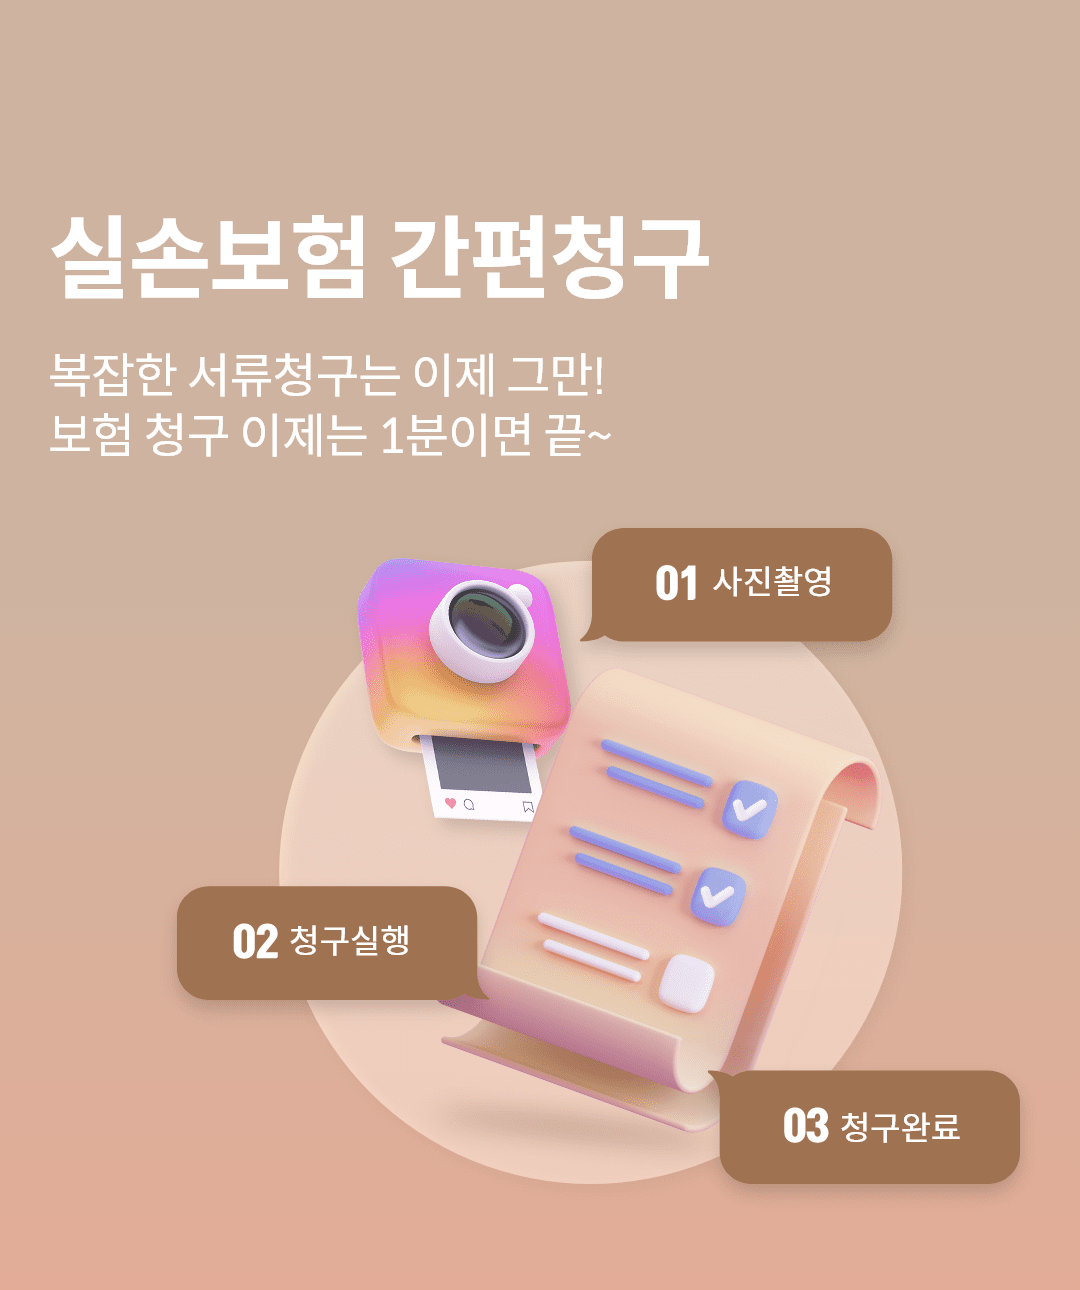 실손보험 간편청구
복잡한 서류청구는 이제 그만!
보험 청구 이제는 1분이면 끝~
01 사진촬영
02 청구실행
03 청구완료